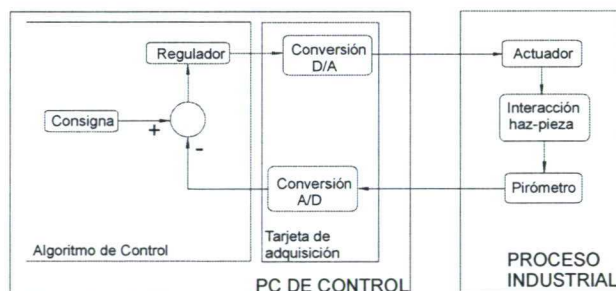 Regulador
Conversión
D/A
Actuador
Consigna
+
-
Interacción
haz-pieza
Conversión
A/D
Pirómetro
Algoritmo de Control
Tarjeta de
adquisición
PC DE CONTROL
PROCESO
INDUSTRIAL